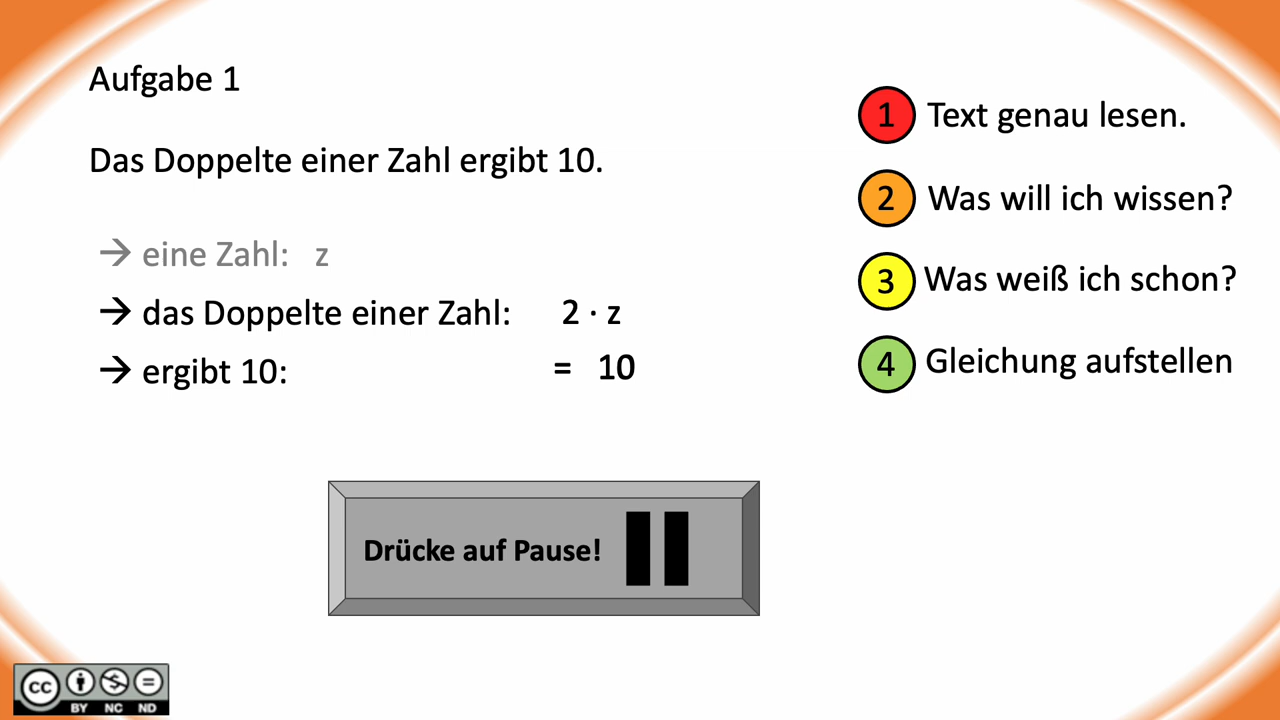 Aufgabe 1
Das Doppelte einer Zahl ergibt 10.
→ eine Zahl: z
→ das Doppelte einer Zahl: 2 · z
→ ergibt 10: = 10
1 Text genau lesen.
2 Was will ich wissen?
3 Was weiß ich schon?
4 Gleichung aufstellen
Drücke auf Pause!
cc
BY NC ND